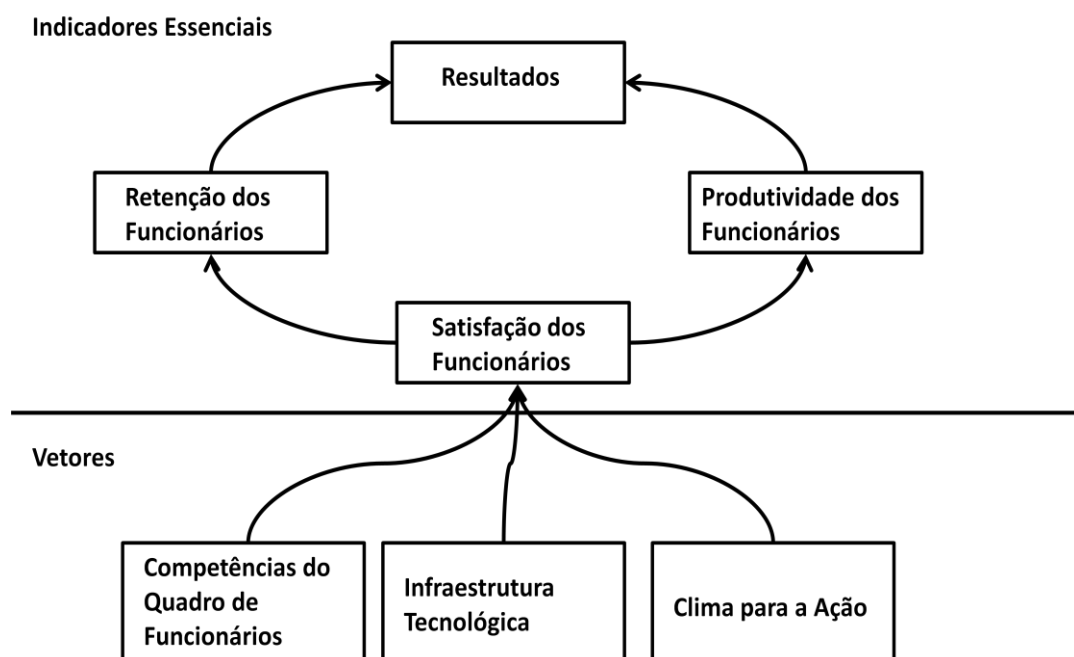 Indicadores Essenciais
Resultados
Retenção dos
Funcionários
Produtividade dos
Funcionários
Satisfação dos
Funcionários
Vetores
Competências do
Quadro de
Funcionários
Infraestrutura
Tecnológica
Clima para a Ação